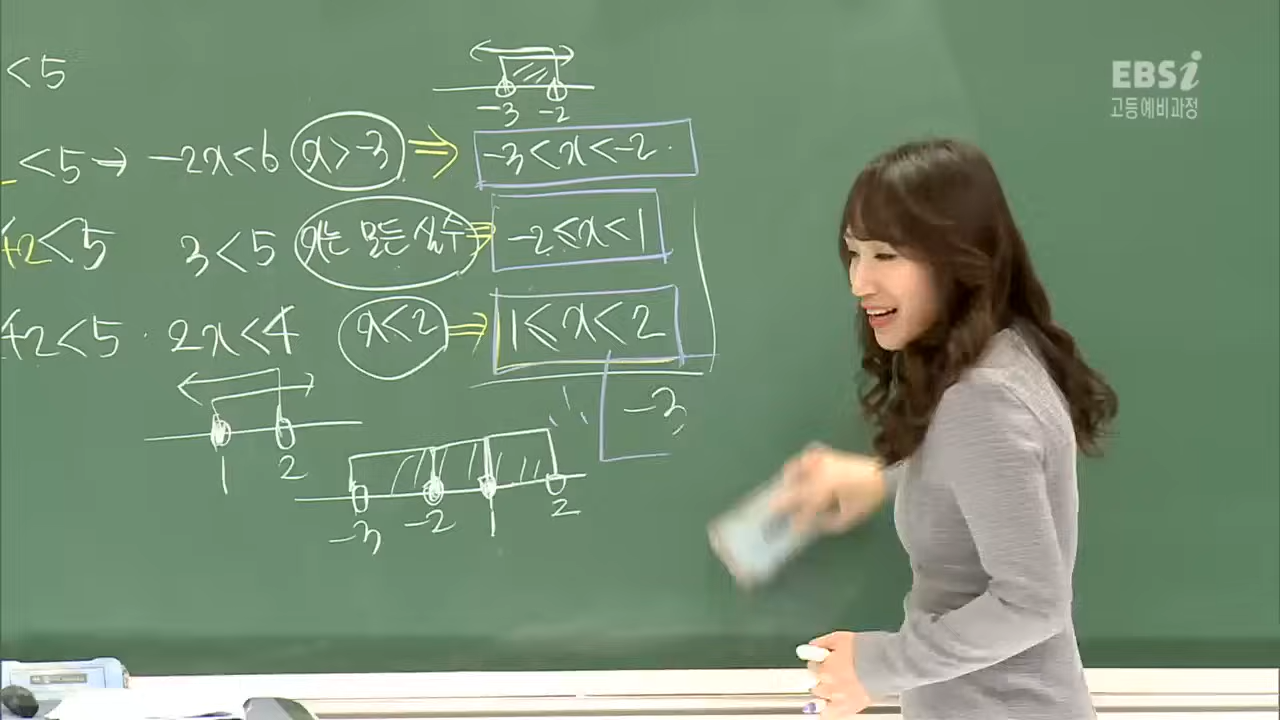 <5
-3 -2
<5 → -2x<6 x>-3 ⇒ -3<x<-2.
+2<5 3<5 x는 모든 실수 ⇒ -2≤x<1
+2<5. 2x<4 x<2 ⇒ 1≤x<2
1 2
-3
-3 -2 1 2
EBSi
고등예비과정